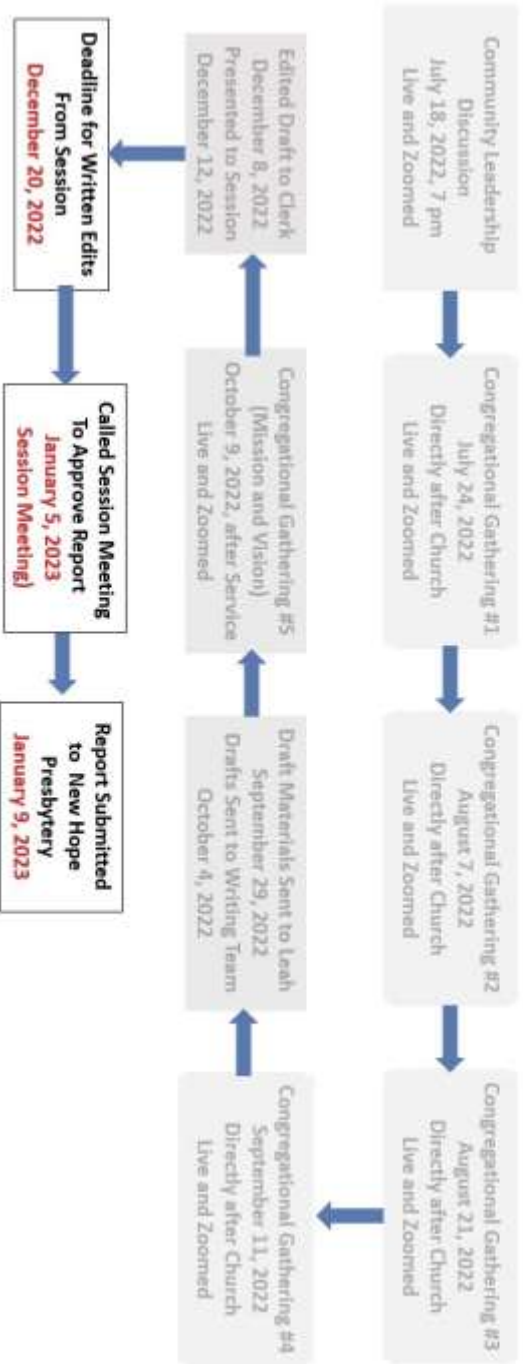 Community Leadership
Discussion
July 18, 2022, 7 pm
Live and Zoomed
Congregational Gathering #1
July 24, 2022
Directly after Church
Live and Zoomed
Congregational Gathering #2
August 7, 2022
Directly after Church
Live and Zoomed
Congregational Gathering #3
August 21, 2022
Directly after Church
Live and Zoomed
Congregational Gathering #4
September 11, 2022
Directly after Church
Live and Zoomed
Draft Materials Sent to Leah
September 29, 2022
Drafts Sent to Writing Team
October 4, 2022
Congregational Gathering #5
(Mission and Vision)
October 9, 2022, after Service
Live and Zoomed
Edited Draft to Clerk
December 8, 2022
Presented to Session
December 12, 2022
Deadline for Written Edits
From Session
December 20, 2022
Called Session Meeting
To Approve Report
January 5, 2023
Session Meeting)
Report Submitted
to New Hope
Presbytery
January 9, 2023